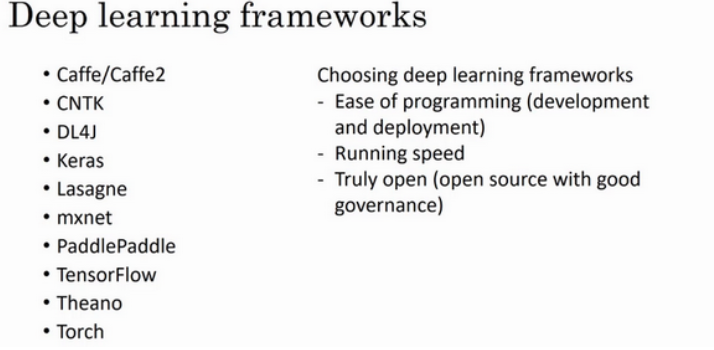 Deep learning frameworks
• Caffe/Caffe2
• CNTK
• DL4J
• Keras
• Lasagne
• mxnet
• PaddlePaddle
• TensorFlow
• Theano
• Torch
Choosing deep learning frameworks
- Ease of programming (development
and deployment)
- Running speed
- Truly open (open source with good
governance)